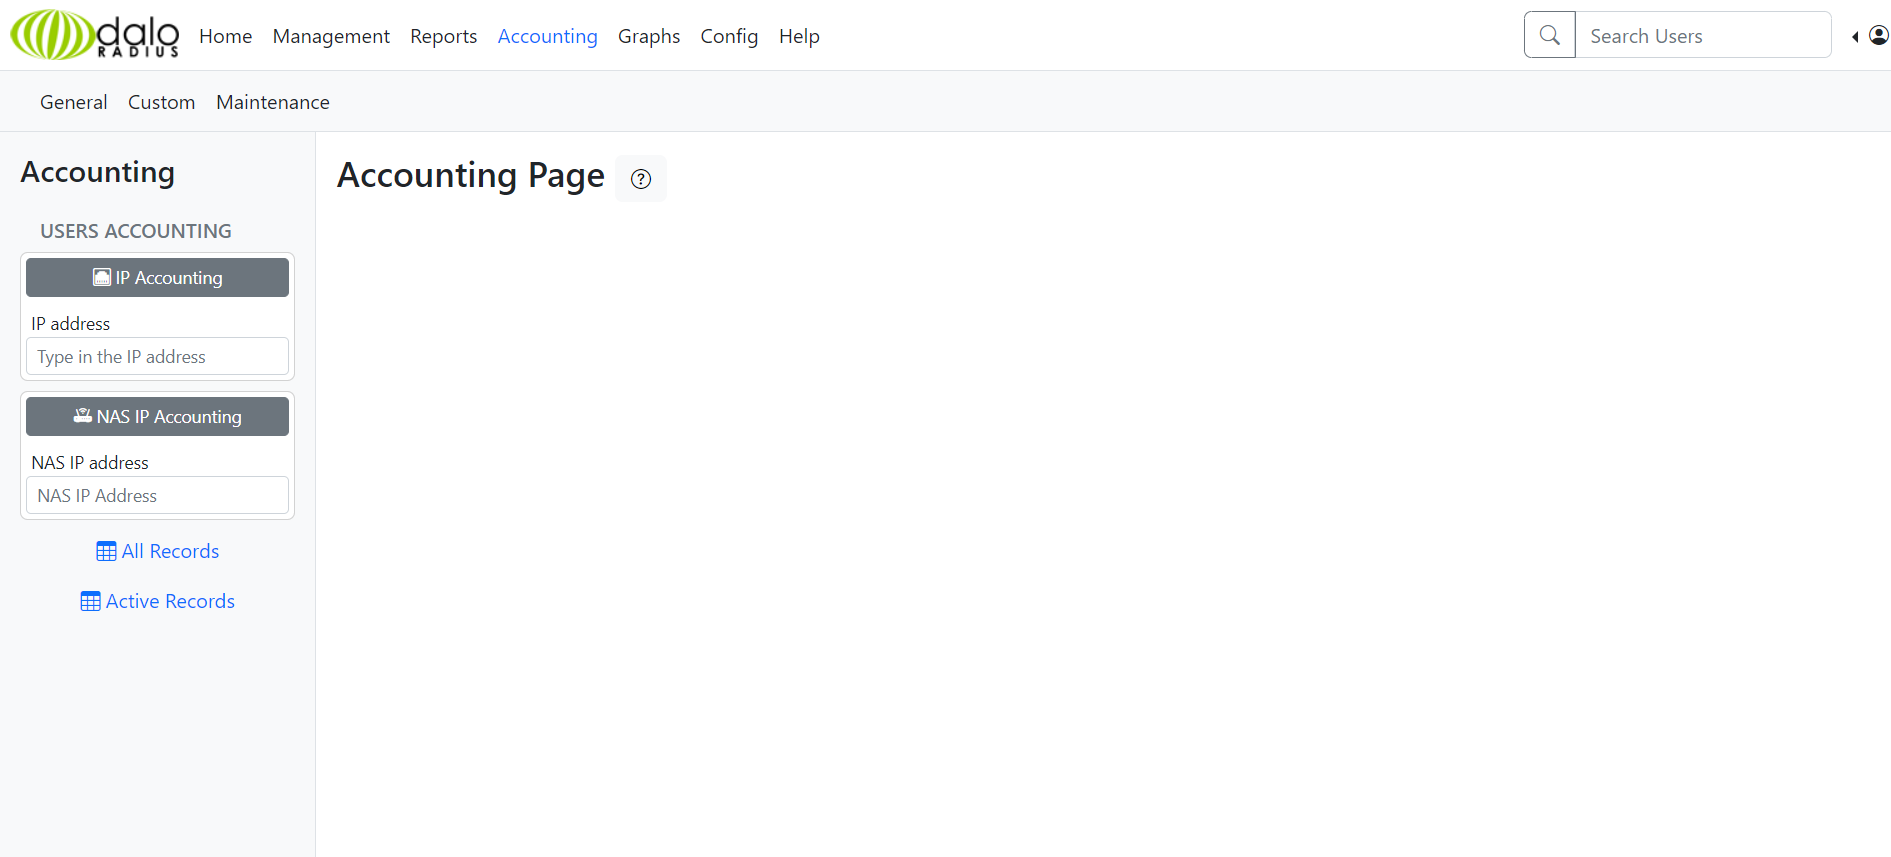 dalo RADIUS Home Management Reports Accounting Graphs Config Help Search Users
General Custom Maintenance
Accounting
USERS ACCOUNTING
IP Accounting
IP address
Type in the IP address
NAS IP Accounting
NAS IP address
NAS IP Address
All Records
Active Records
Accounting Page